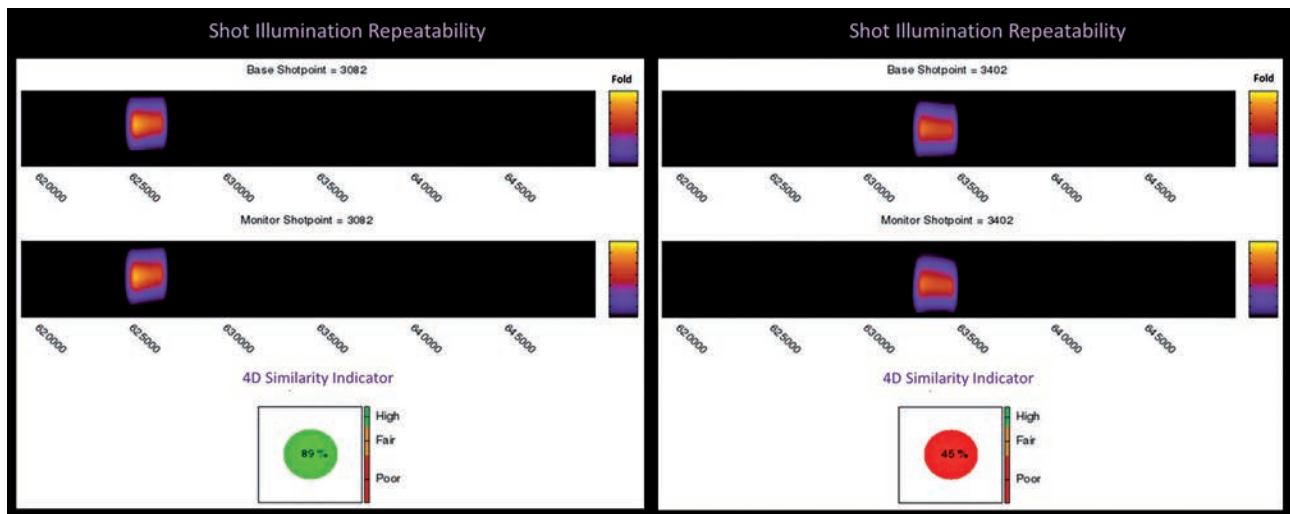 Shot Illumination Repeatability
Base Shotpoint = 3082
Fold
620000
625000
630000
635000
640000
645000
Monitor Shotpoint = 3082
620000
625000
630000
635000
640000
645000
4D Similarity Indicator
89 %
High
Fair
Poor
Shot Illumination Repeatability
Base Shotpoint = 3402
Fold
620000
625000
630000
635000
640000
645000
Monitor Shotpoint = 3402
620000
625000
630000
635000
640000
645000
4D Similarity Indicator
45 %
High
Fair
Poor